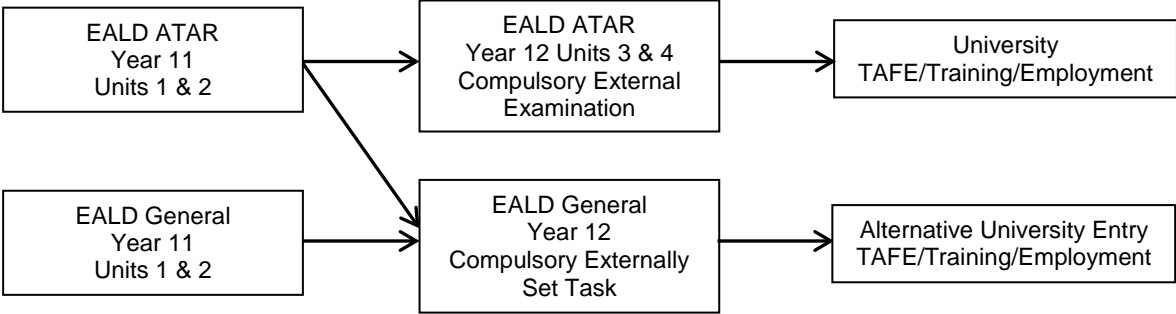 EALD ATAR
Year 11
Units 1 & 2
EALD ATAR
Year 12 Units 3 & 4
Compulsory External
Examination
University
TAFE/Training/Employment
EALD General
Year 11
Units 1 & 2
EALD General
Year 12
Compulsory Externally
Set Task
Alternative University Entry
TAFE/Training/Employment